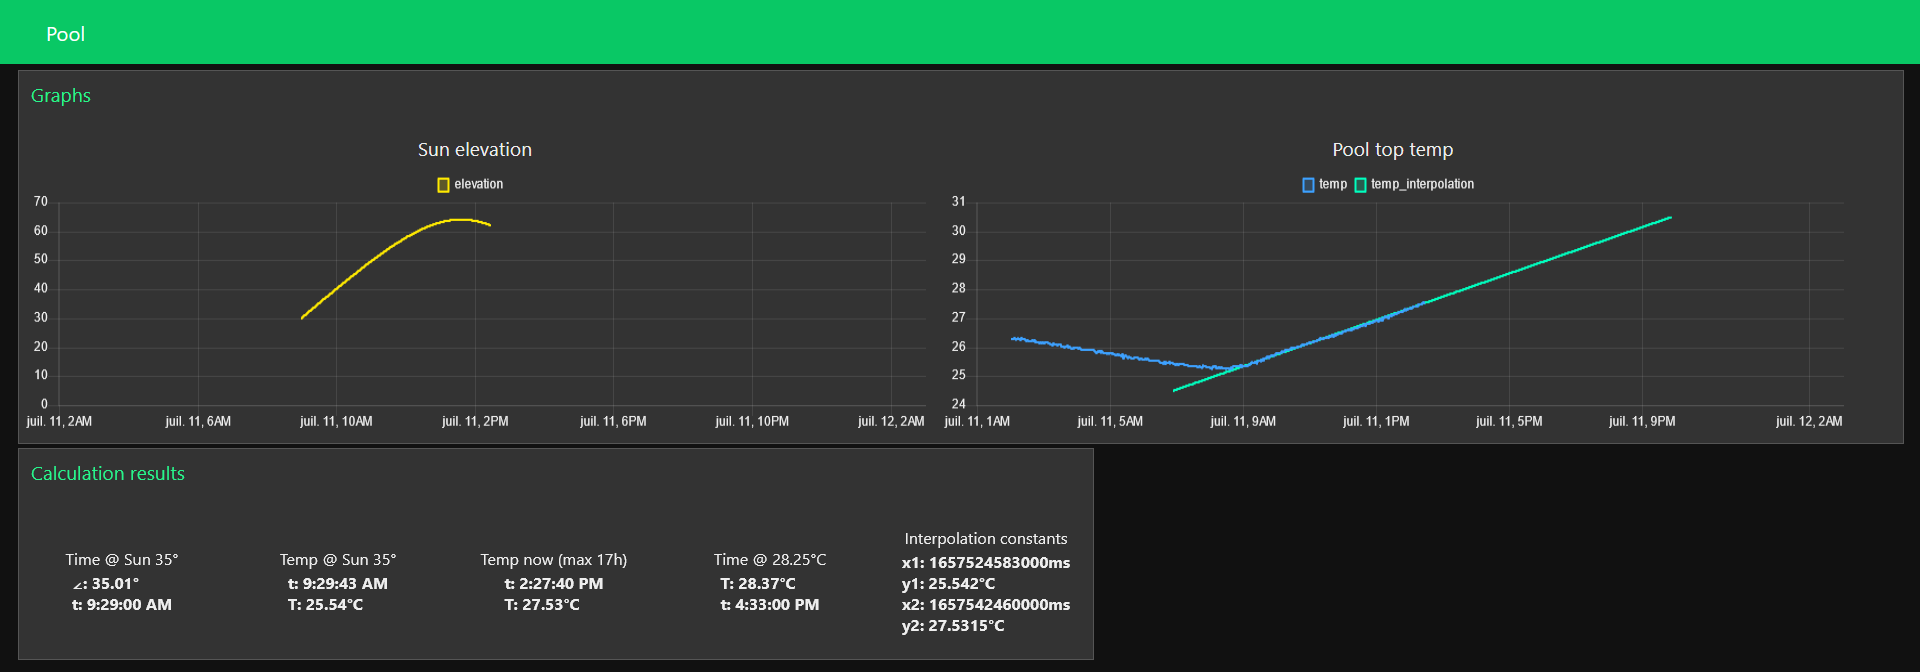 Pool
Graphs
Sun elevation
elevation
70
60
50
40
30
20
10
0
juil. 11, 2AM juil. 11, 6AM juil. 11, 10AM juil. 11, 2PM juil. 11, 6PM juil. 11, 10PM juil. 12, 2AM
Pool top temp
temp temp_interpolation
31
30
29
28
27
26
25
24
juil. 11, 1AM juil. 11, 5AM juil. 11, 9AM juil. 11, 1PM juil. 11, 5PM juil. 11, 9PM juil. 12, 2AM
Calculation results
Time @ Sun 35°
∠: 35.01°
t: 9:29:00 AM
Temp @ Sun 35°
t: 9:29:43 AM
T: 25.54°C
Temp now (max 17h)
t: 2:27:40 PM
T: 27.53°C
Time @ 28.25°C
T: 28.37°C
t: 4:33:00 PM
Interpolation constants
x1: 1657524583000ms
y1: 25.542°C
x2: 1657542460000ms
y2: 27.5315°C